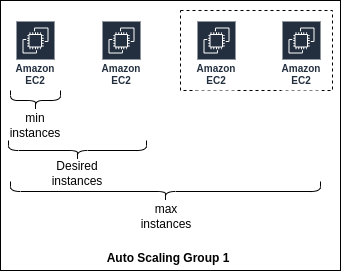 Amazon
EC2
Amazon
EC2
Amazon
EC2
Amazon
EC2
min
instances
Desired
instances
max
instances
Auto Scaling Group 1